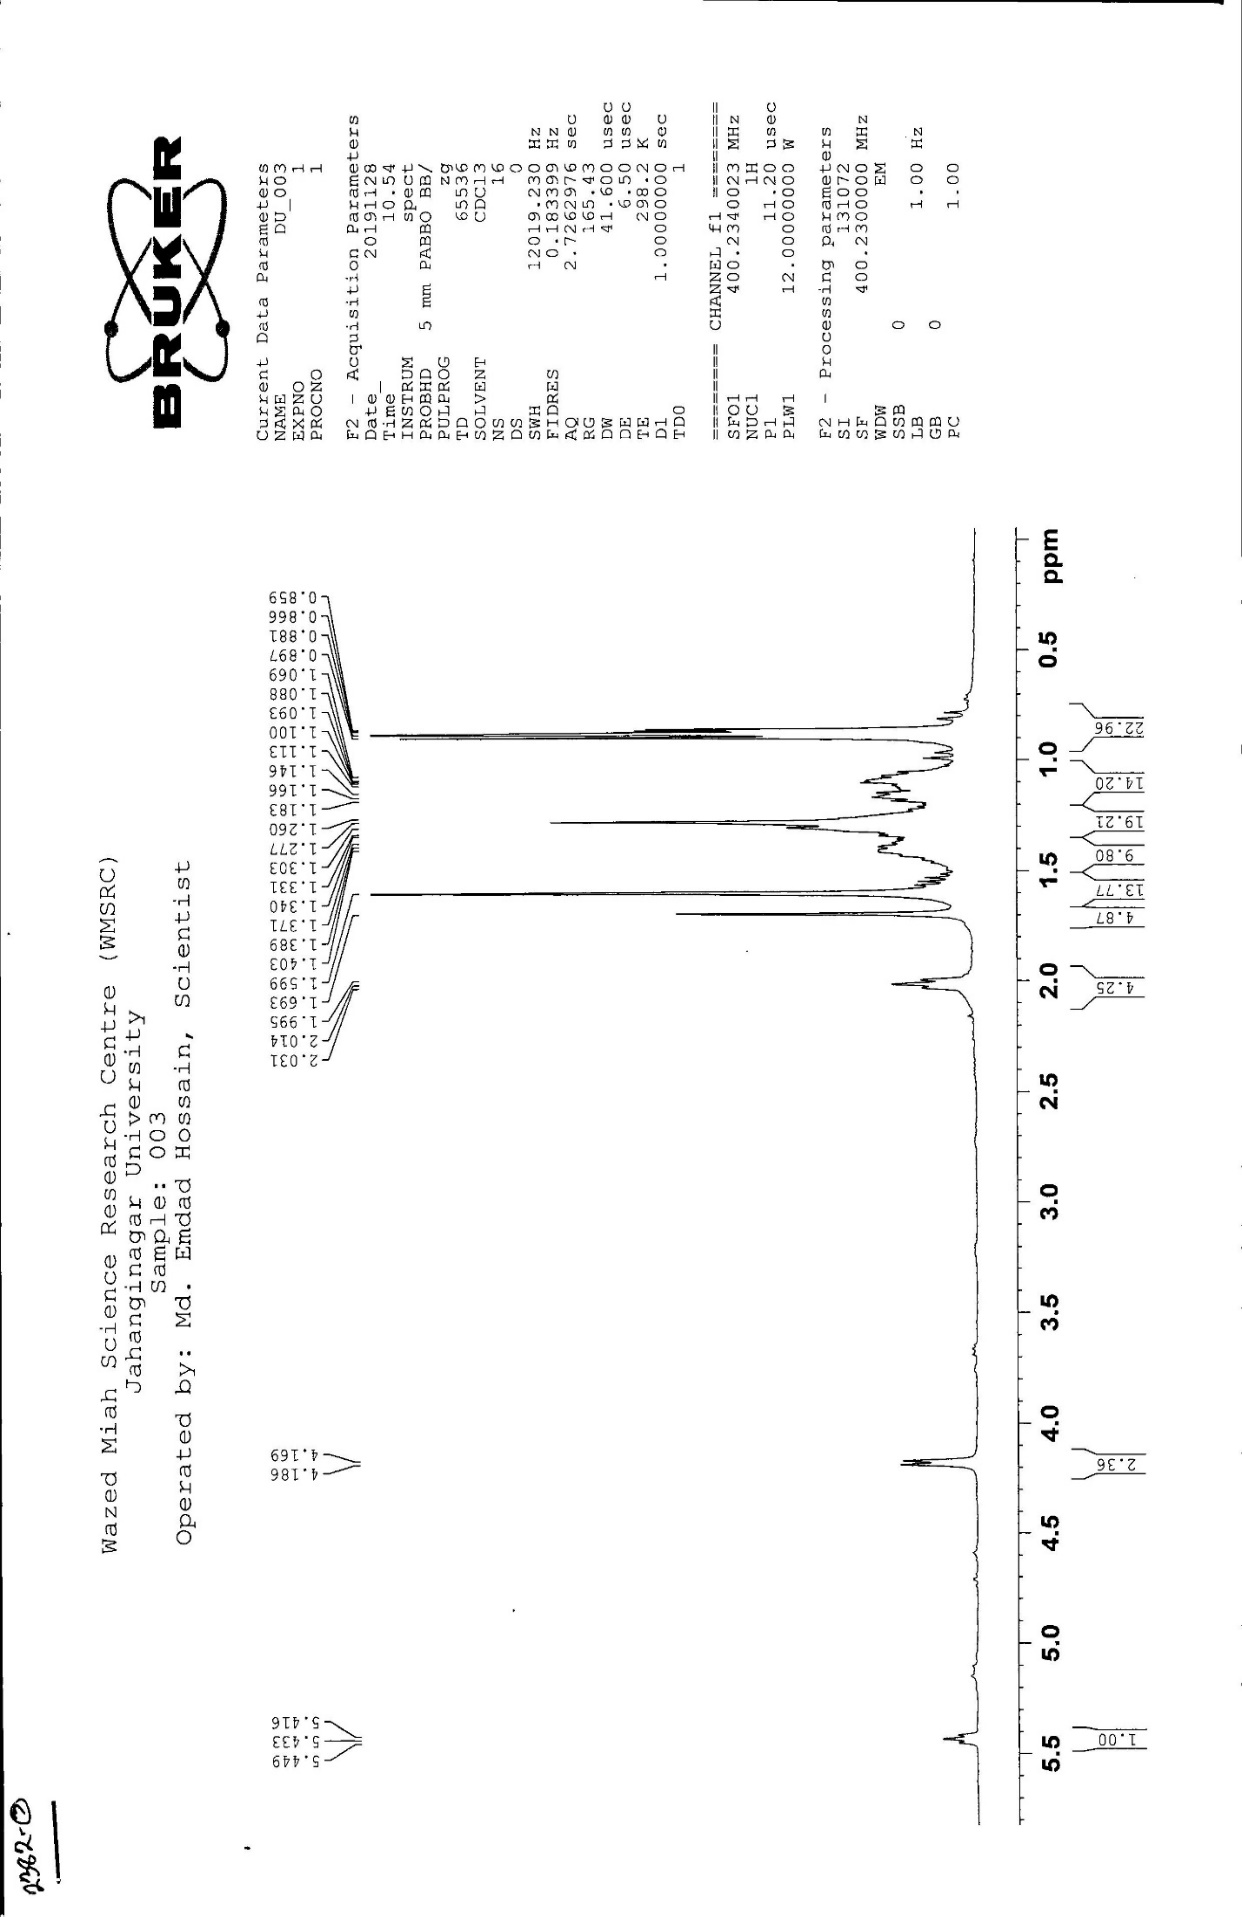 Wazed Miah Science Research Centre (WMSRC)
Jahanginagar University
Sample: 003
Operated by: Md. Emdad Hossain, Scientist
BRUKER
5.449
5.433
5.416
4.186
4.169
2.031
2.014
1.995
1.693
1.599
1.403
1.389
1.371
1.340
1.331
1.303
1.277
1.260
1.183
1.166
1.146
1.113
1.100
1.093
1.088
1.069
0.897
0.881
0.866
0.859
Current Data Parameters
NAME DU_003
EXPNO 1
PROCNO 1
F2 - Acquisition Parameters
Date_ 20191128
Time 10.54
INSTRUM spect
PROBHD 5 mm PABBO BB/
PULPROG zg
TD 65536
SOLVENT CDCl3
NS 16
DS 0
SWH 12019.230 Hz
FIDRES 0.183399 Hz
AQ 2.7262976 sec
RG 165.43
DW 41.600 usec
DE 6.50 usec
TE 298.2 K
D1 1.00000000 sec
TD0 1
======== CHANNEL f1 ========
SFO1 400.2340023 MHz
NUC1 1H
P1 11.20 usec
PLW1 12.00000000 W
F2 - Processing parameters
SI 131072
SF 400.2300000 MHz
WDW EM
SSB 0
LB 1.00 Hz
GB 0
PC 1.00
5.5 5.0 4.5 4.0 3.5 3.0 2.5 2.0 1.5 1.0 0.5 ppm
1.00
2.36
4.25
4.87
13.77
9.80
19.21
14.20
22.96